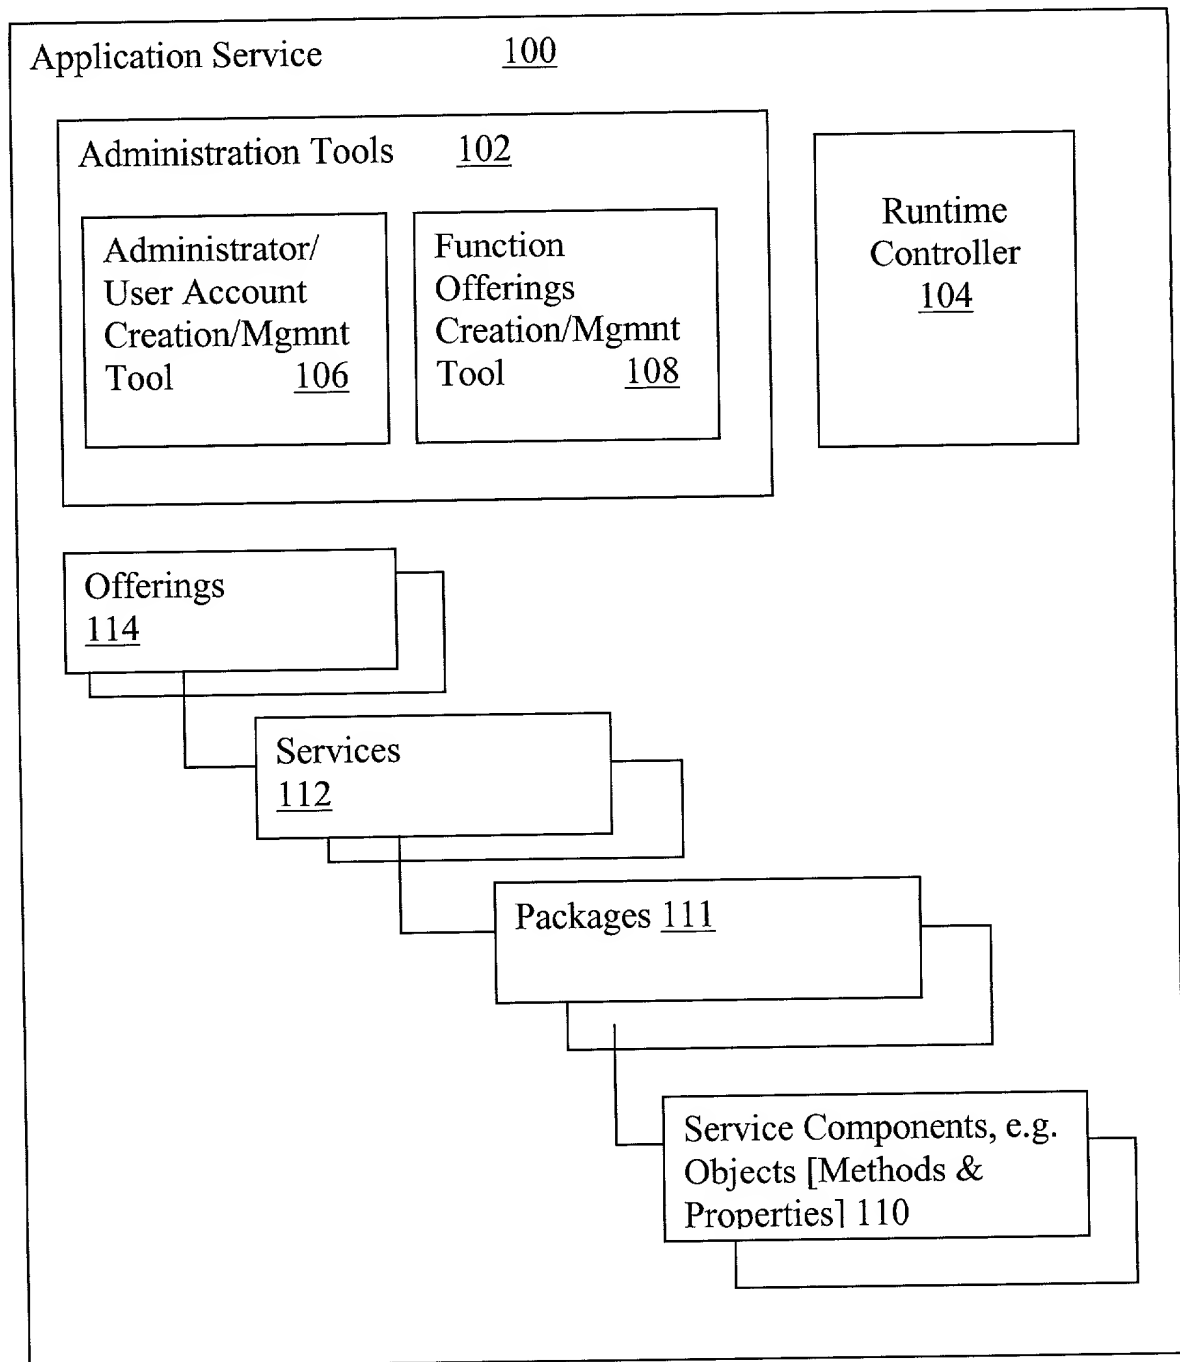 Application Service 100
Administration Tools 102
Administrator/
User Account
Creation/Mgmnt
Tool 106
Function
Offerings
Creation/Mgmnt
Tool 108
Runtime
Controller
104
Offerings
114
Services
112
Packages 111
Service Components, e.g.
Objects [Methods &
Properties] 110